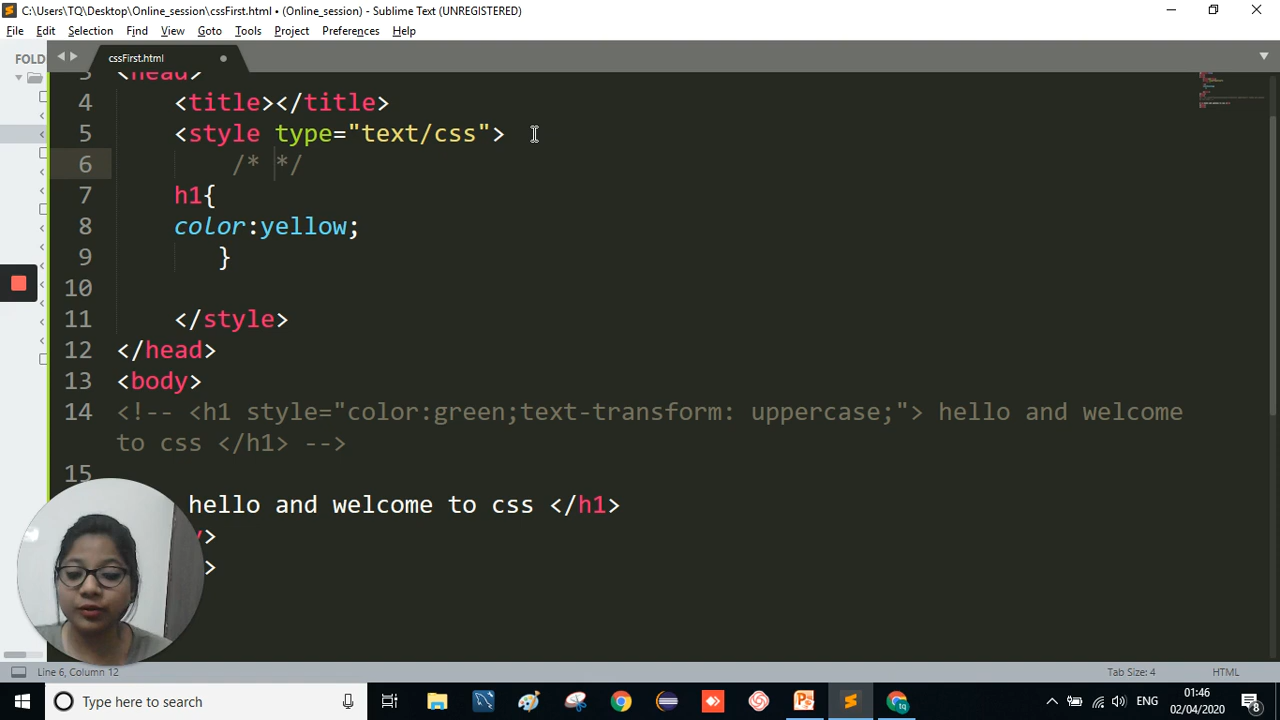 C:\Users\TQ\Desktop\Online_session\cssFirst.html • (Online_session) - Sublime Text (UNREGISTERED)
File Edit Selection Find View Goto Tools Project Preferences Help
FOLD
cssFirst.html
3 <head>
4 <title></title>
5 <style type="text/css">
6 /* */
7 h1{
8 color:yellow;
9 }
10
11 </style>
12 </head>
13 <body>
14 <!-- <h1 style="color:green;text-transform: uppercase;"> hello and welcome
to css </h1> -->
15
hello and welcome to css </h1>
>
>
Line 6, Column 12
Tab Size: 4
HTML
Type here to search
ENG
01:46
02/04/2020
8